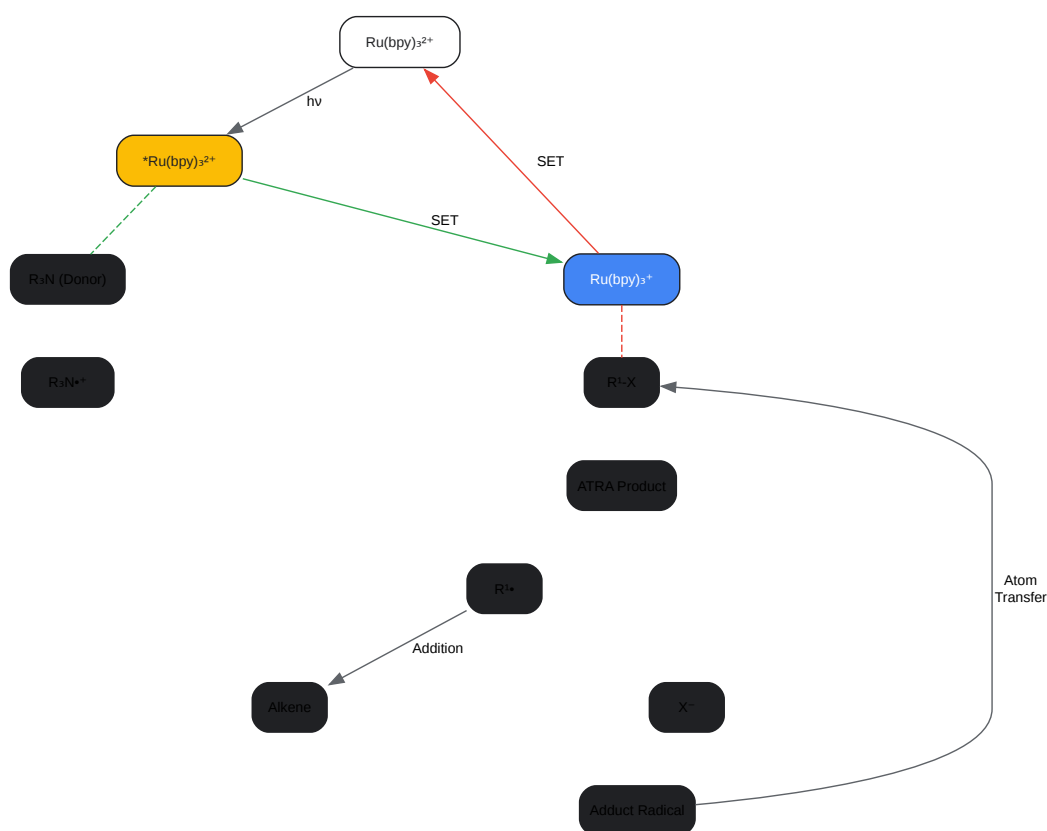 Ru(bpy)₃²⁺
hν
*Ru(bpy)₃²⁺
SET
SET
R₃N (Donor)
Ru(bpy)₃⁺
R₃N•⁺
R¹-X
ATRA Product
R¹•
Atom
Transfer
Addition
Alkene
X⁻
Adduct Radical